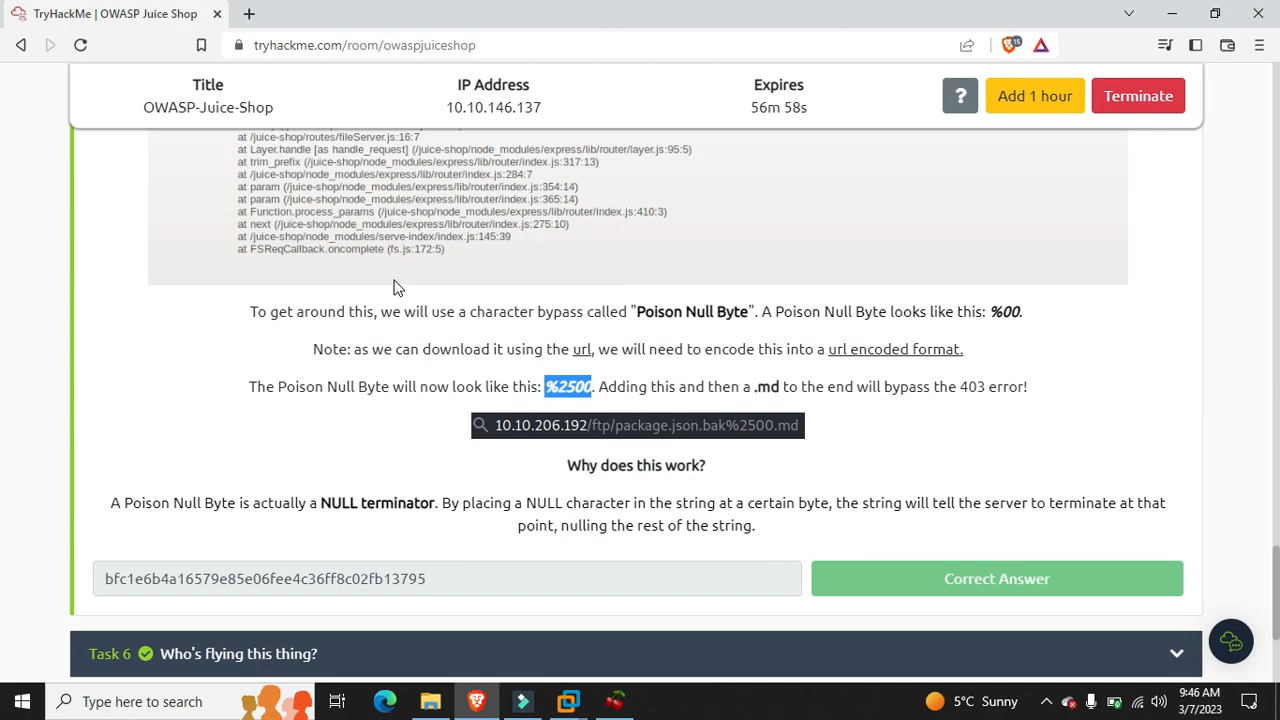 TryHackMe | OWASP Juice Shop
tryhackme.com/room/owaspjuiceshop
15
Title
IP Address
Expires
OWASP-Juice-Shop
10.10.146.137
56m 58s
?
Add 1 hour
Terminate
at /juice-shop/routes/fileServer.js:16:7
at Layer.handle [as handle_request] (/juice-shop/node_modules/express/lib/router/layer.js:95:5)
at trim_prefix (/juice-shop/node_modules/express/lib/router/index.js:317:13)
at /juice-shop/node_modules/express/lib/router/index.js:284:7
at param (/juice-shop/node_modules/express/lib/router/index.js:354:14)
at param (/juice-shop/node_modules/express/lib/router/index.js:365:14)
at Function.process_params (/juice-shop/node_modules/express/lib/router/index.js:410:3)
at next (/juice-shop/node_modules/express/lib/router/index.js:275:10)
at /juice-shop/node_modules/serve-index/index.js:145:39
at FSReqCallback.oncomplete (fs.js:172:5)
To get around this, we will use a character bypass called "Poison Null Byte". A Poison Null Byte looks like this: %00.
Note: as we can download it using the url, we will need to encode this into a url encoded format.
The Poison Null Byte will now look like this: %2500. Adding this and then a .md to the end will bypass the 403 error!
10.10.206.192/ftp/package.json.bak%2500.md
Why does this work?
A Poison Null Byte is actually a NULL terminator. By placing a NULL character in the string at a certain byte, the string will tell the server to terminate at that
point, nulling the rest of the string.
bfc1e6b4a16579e85e06fee4c36ff8c02fb13795
Correct Answer
Task 6
Who's flying this thing?
Type here to search
5°C Sunny
9:46 AM
3/7/2023